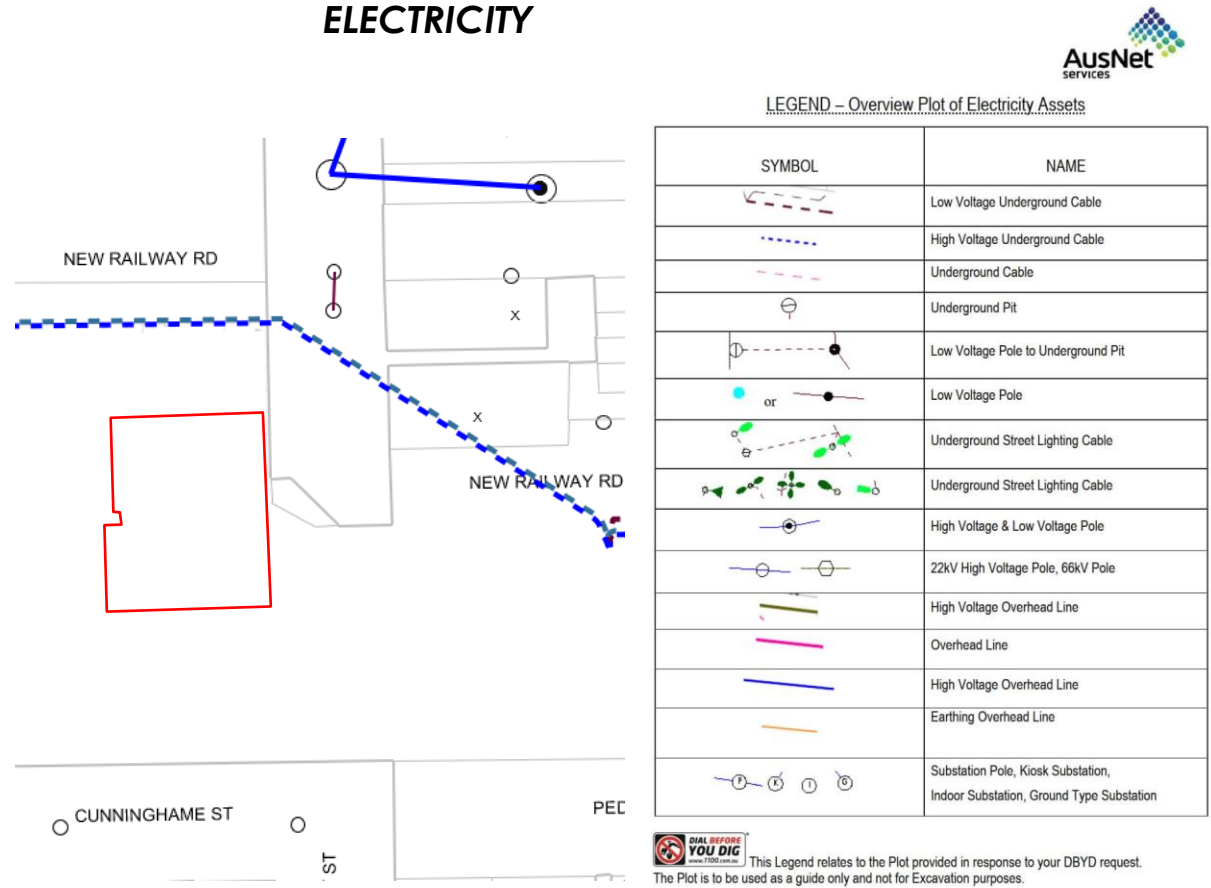 ELECTRICITY
AusNet
services
LEGEND – Overview Plot of Electricity Assets
NEW RAILWAY RD
X
X
NEW RAILWAY RD
CUNNINGHAME ST
PED
ST
SYMBOL NAME
Low Voltage Underground Cable
High Voltage Underground Cable
Underground Cable
Underground Pit
Low Voltage Pole to Underground Pit
or Low Voltage Pole
Underground Street Lighting Cable
Underground Street Lighting Cable
High Voltage & Low Voltage Pole
22kV High Voltage Pole, 66kV Pole
High Voltage Overhead Line
Overhead Line
High Voltage Overhead Line
Earthing Overhead Line
P K I G
Substation Pole, Kiosk Substation,
Indoor Substation, Ground Type Substation
DIAL BEFORE
YOU DIG
www.1100.com.au
This Legend relates to the Plot provided in response to your DBYD request.
The Plot is to be used as a guide only and not for Excavation purposes.